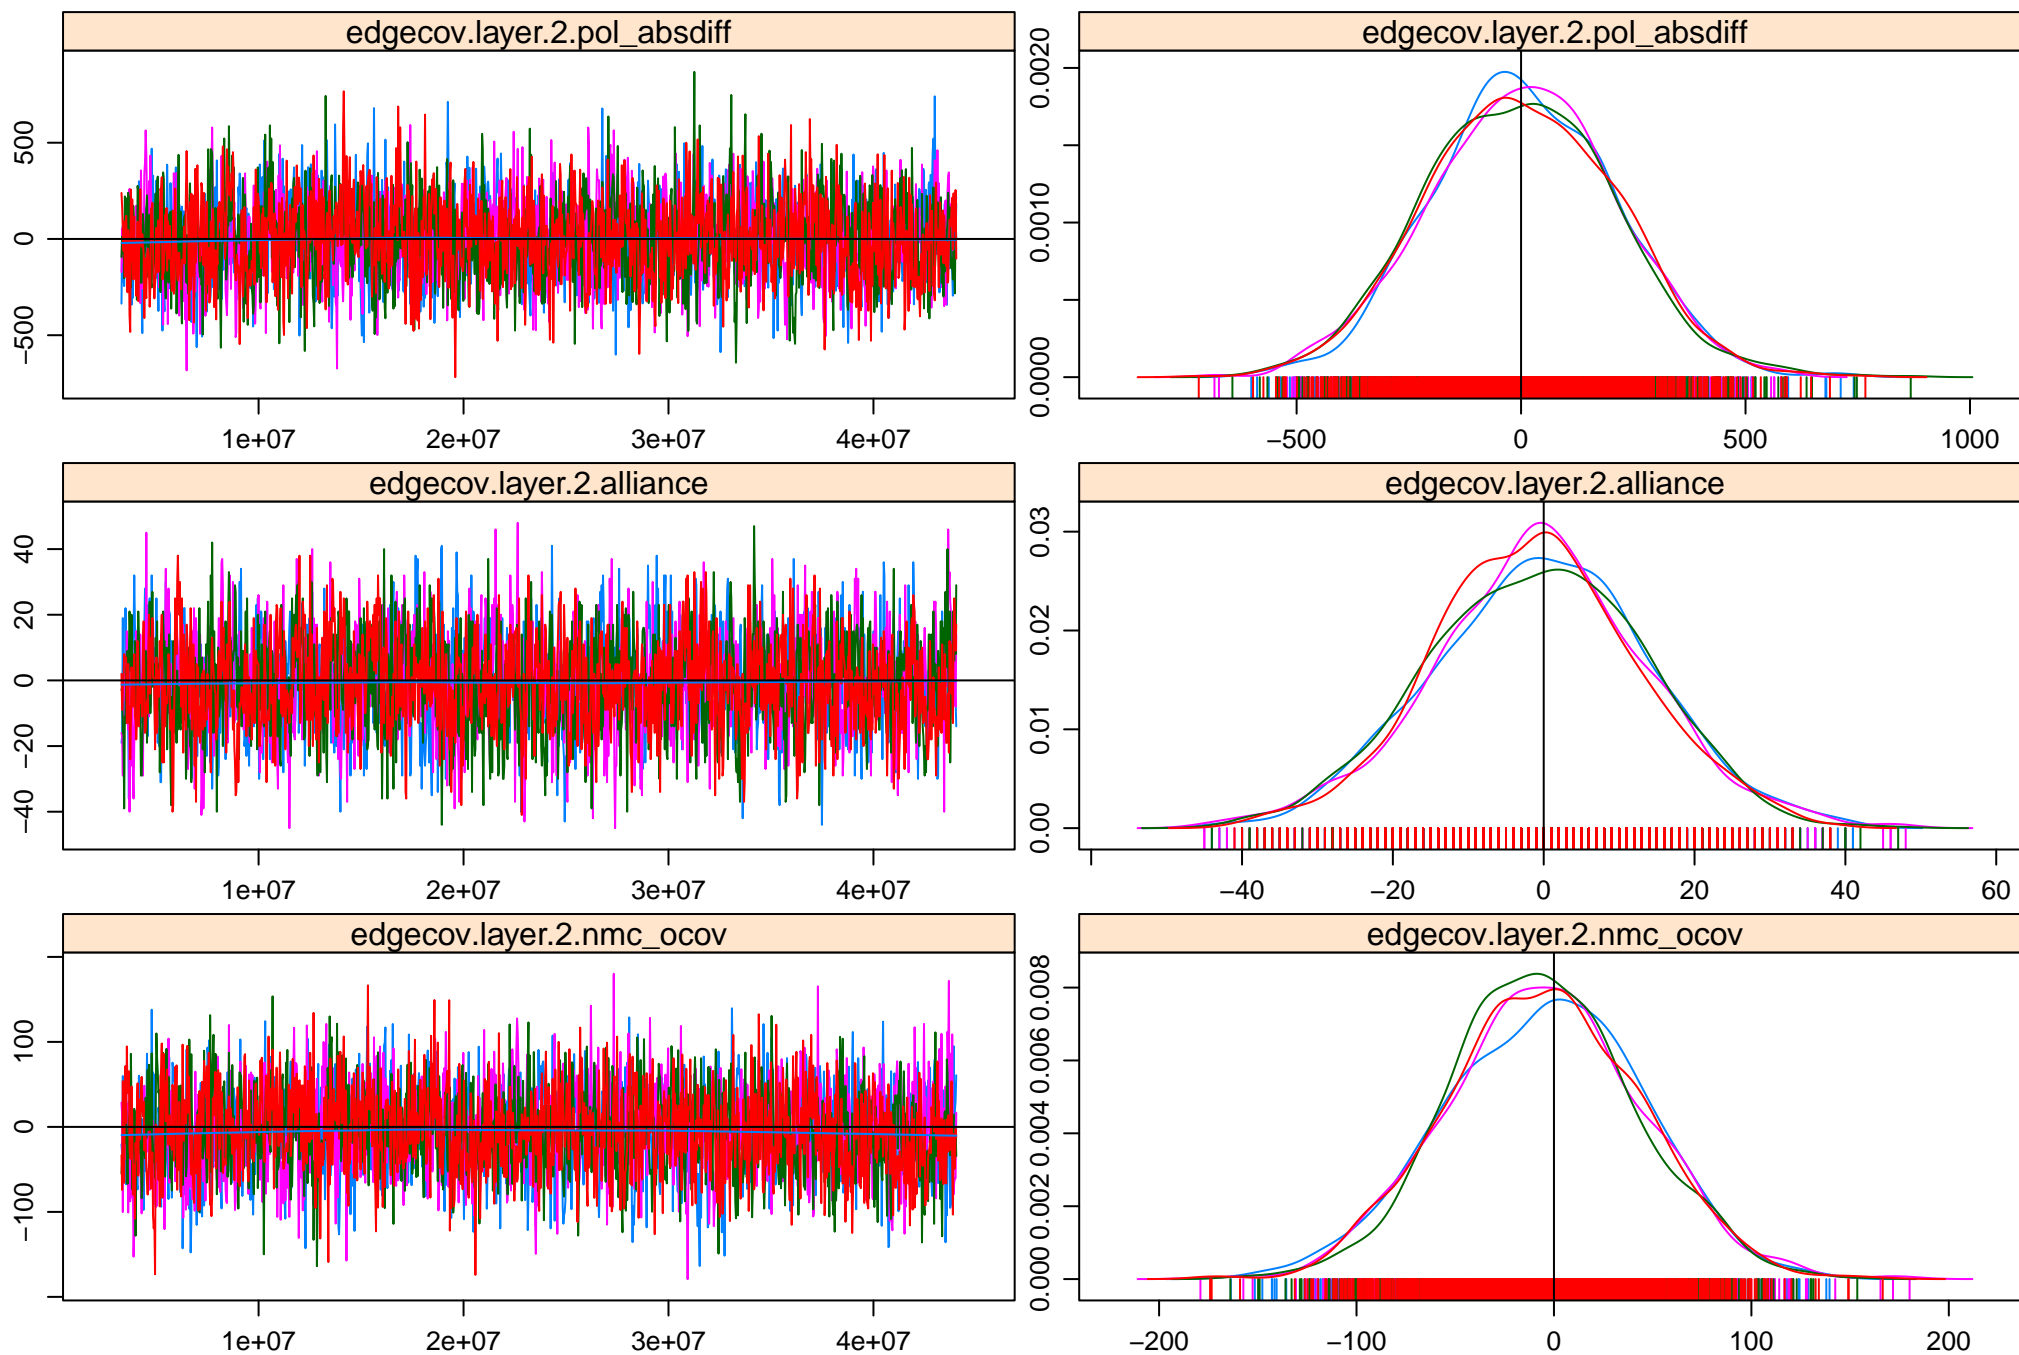 edgecov.layer.2.pol_absdiff
500
0
−500
1e+07 2e+07 3e+07 4e+07
edgecov.layer.2.pol_absdiff
0.0020
0.0010
0.0000
−500 0 500 1000
edgecov.layer.2.alliance
40
20
0
−20
−40
1e+07 2e+07 3e+07 4e+07
edgecov.layer.2.alliance
0.03
0.02
0.01
0.00
−40 −20 0 20 40 60
edgecov.layer.2.nmc_ocov
100
0
−100
1e+07 2e+07 3e+07 4e+07
edgecov.layer.2.nmc_ocov
0.008
0.006
0.004
0.002
0.000
−200 −100 0 100 200